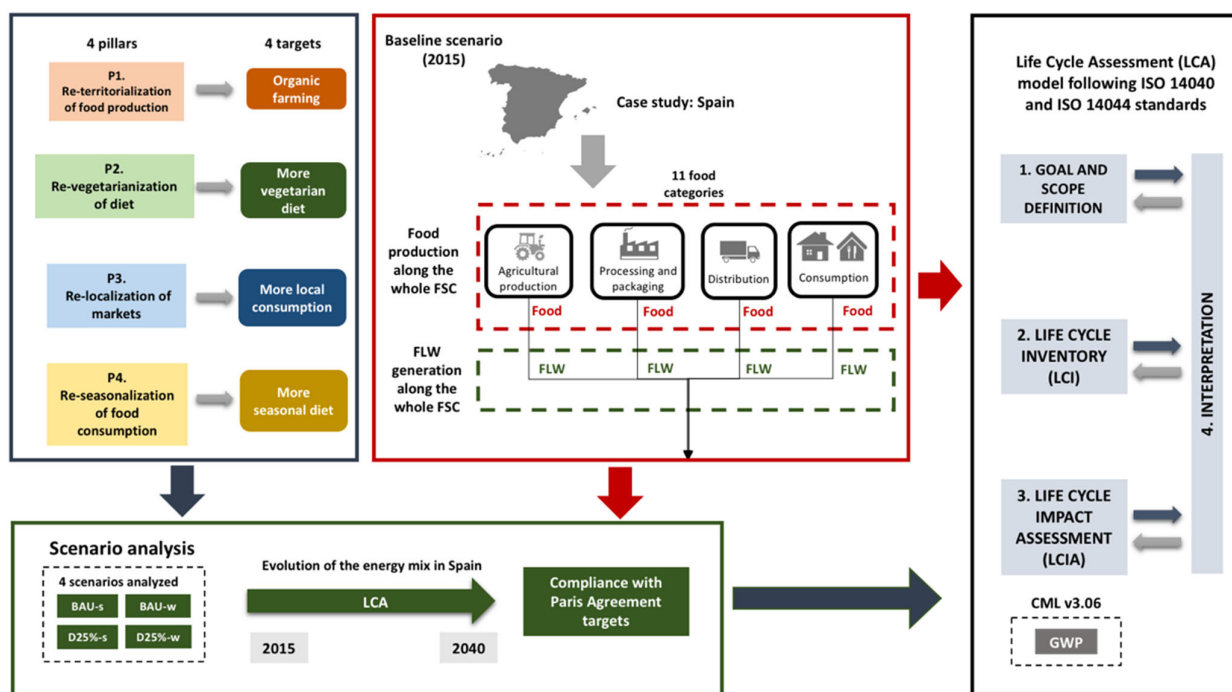 4 pillars
4 targets
P1.
Re-territorialization
of food production
Organic
farming
P2.
Re-vegetarianization
of diet
More
vegetarian
diet
P3.
Re-localization of
markets
More local
consumption
P4.
Re-seasonalization
of food
consumption
More
seasonal diet
Baseline scenario
(2015)
Case study: Spain
11 food
categories
Food
production
along the
whole FSC
Agricultural
production
Processing and
packaging
Distribution
Consumption
Food
Food
Food
Food
FLW
generation
along the
whole FSC
FLW
FLW
FLW
FLW
Life Cycle Assessment (LCA)
model following ISO 14040
and ISO 14044 standards
1. GOAL AND
SCOPE
DEFINITION
2. LIFE CYCLE
INVENTORY
(LCI)
3. LIFE CYCLE
IMPACT
ASSESSMENT
(LCIA)
4. INTERPRETATION
CML v3.06
GWP
Scenario analysis
4 scenarios analyzed
BAU-s
BAU-w
D25%-s
D25%-w
Evolution of the energy mix in Spain
LCA
2015
2040
Compliance with
Paris Agreement
targets